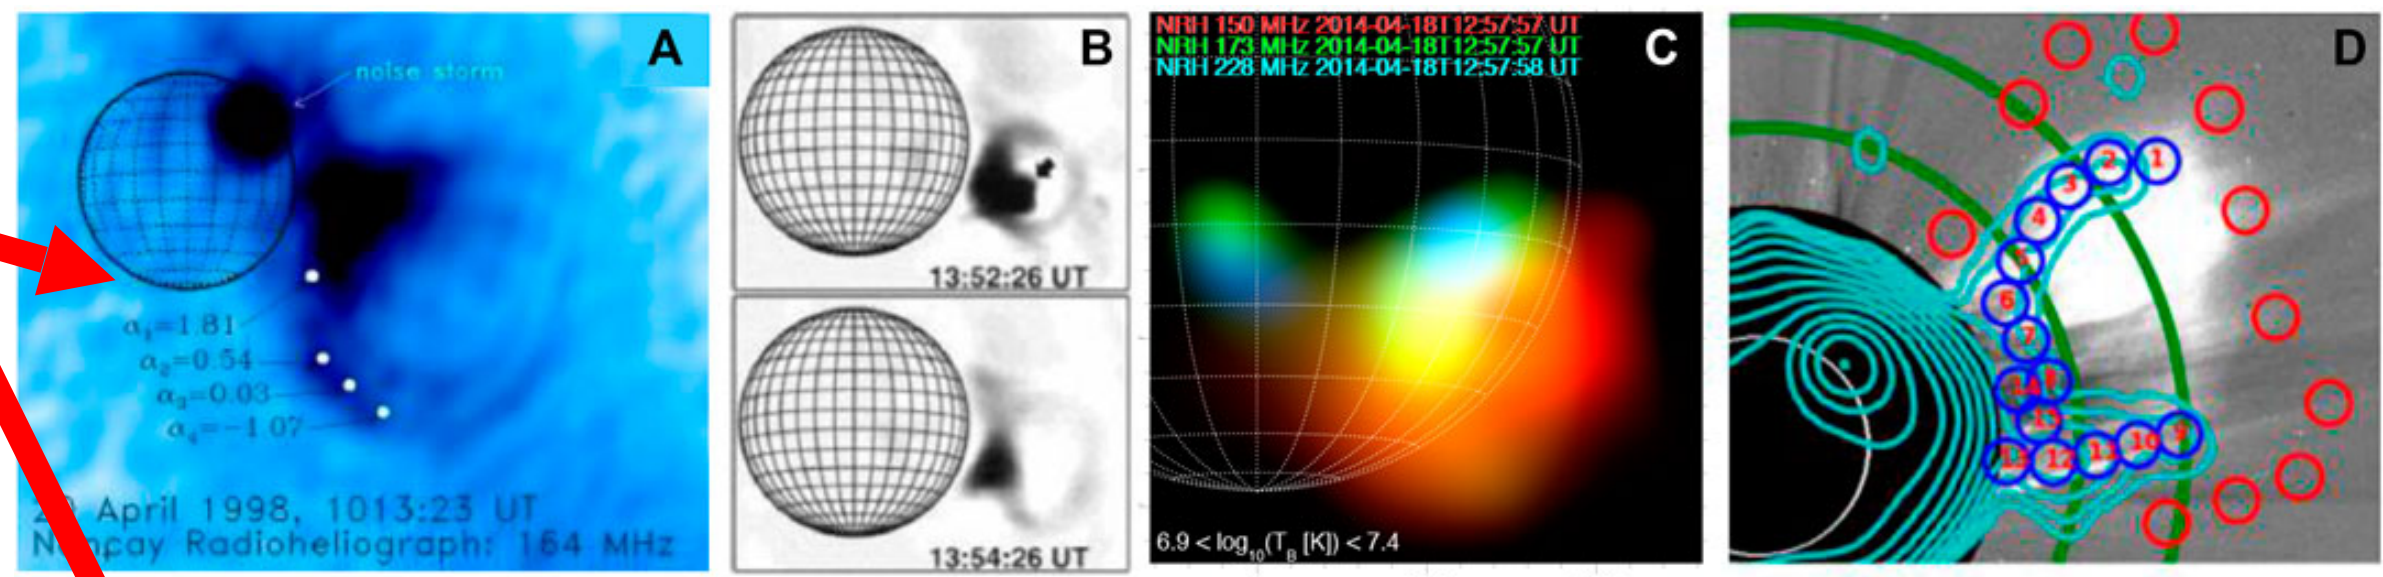 A
noise storm
α₁=1.81
α₂=0.54
α₃=0.03
α₄=-1.07
April 1998, 1013:23 UT
Radioheliograph: 164 MHz
B
13:52:26 UT
13:54:26 UT
NRH 150 MHz 2014-04-18T12:57:57 UT
NRH 173 MHz 2014-04-18T12:57:57 UT
NRH 228 MHz 2014-04-18T12:57:58 UT
C
6.9 < log₁₀(T_B [K]) < 7.4
D
1
2
3
4
5
6
7
8
9
10
11
12
13